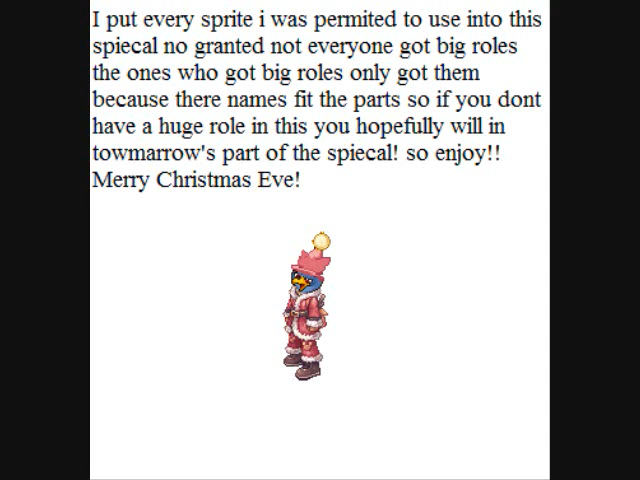 I put every sprite i was permited to use into this
spiecal no granted not everyone got big roles
the ones who got big roles only got them
because there names fit the parts so if you dont
have a huge role in this you hopefully will in
towmarrow's part of the spiecal! so enjoy!!
Merry Christmas Eve!